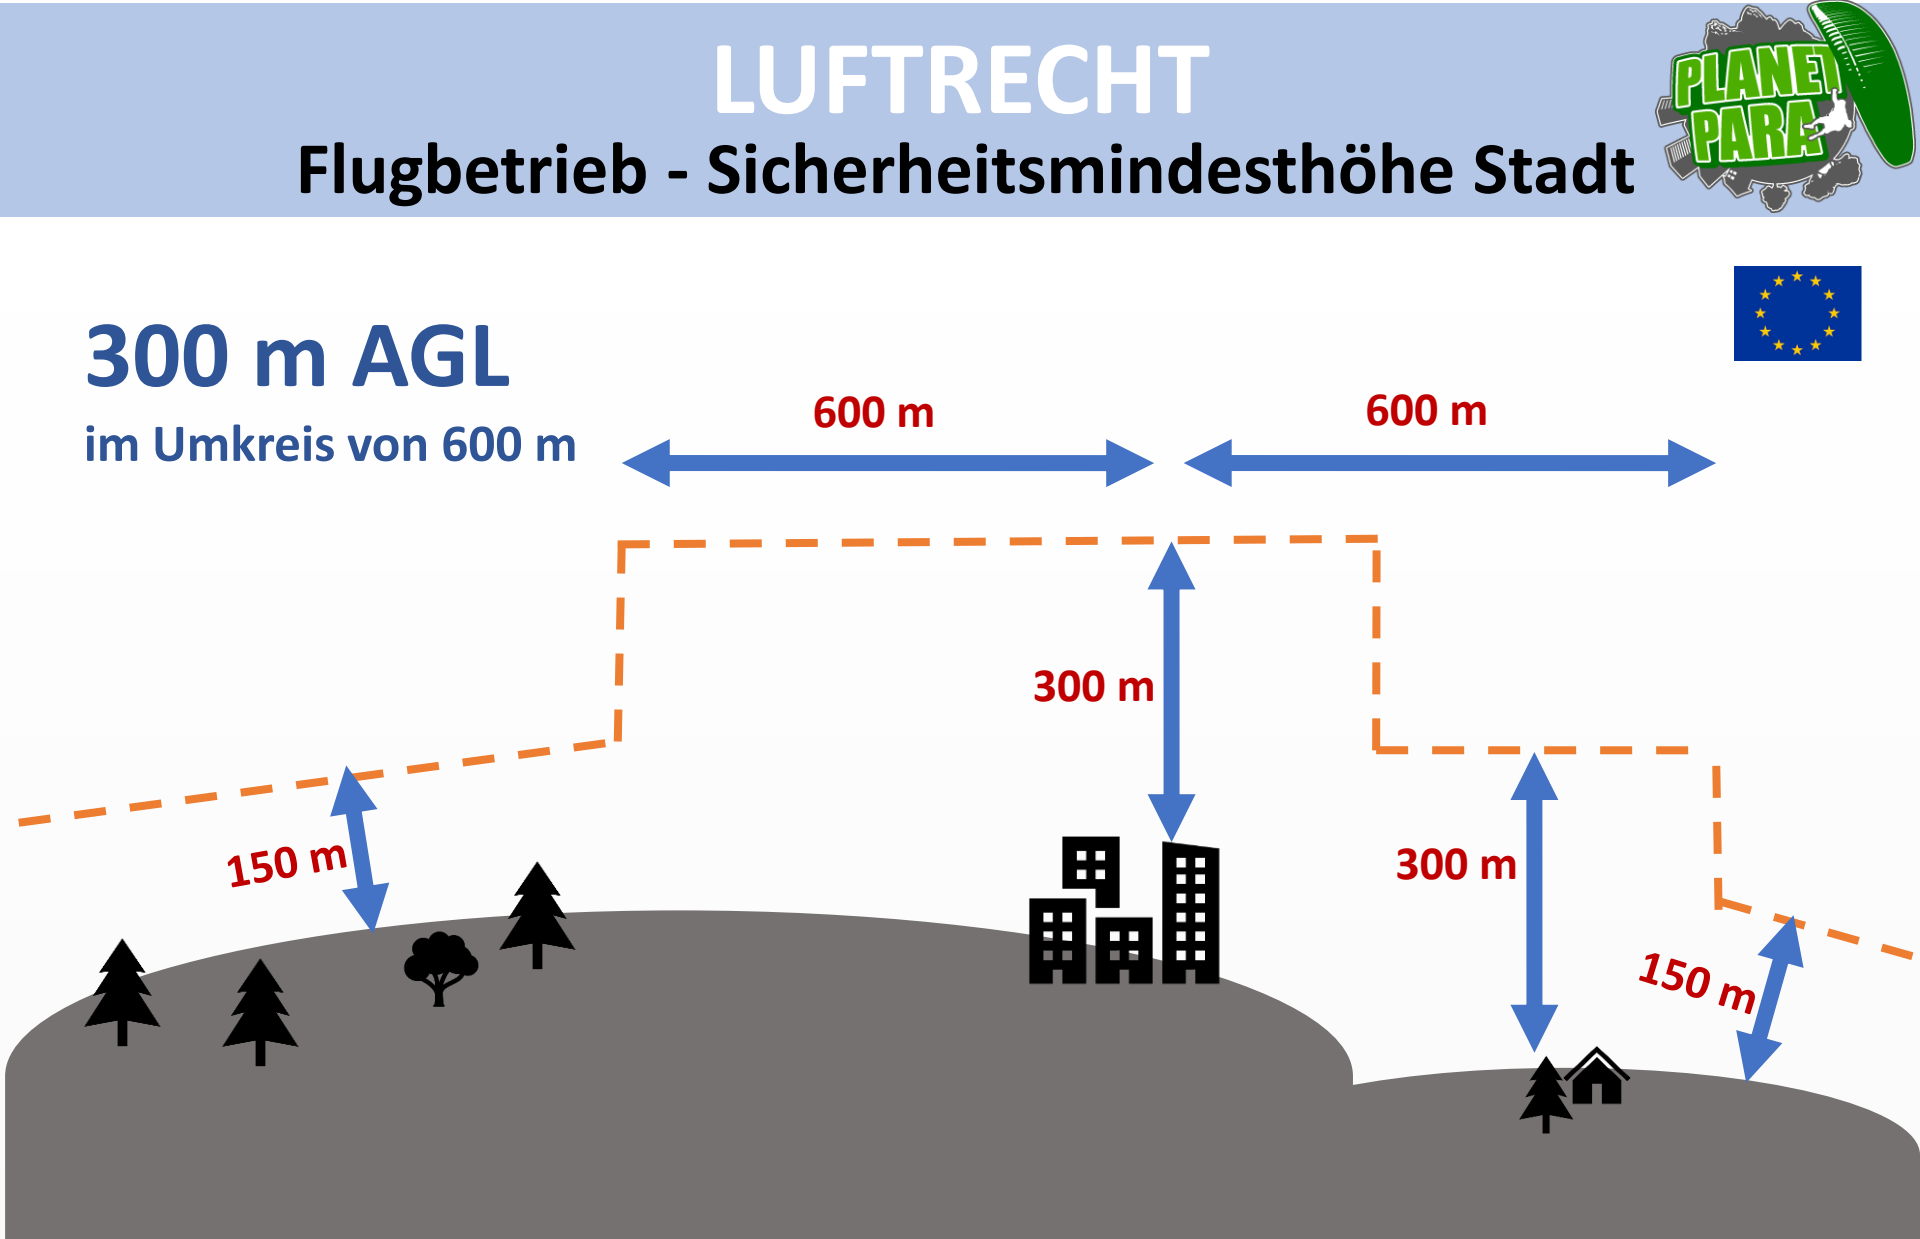 LUFTRECHT
Flugbetrieb - Sicherheitsmindesthöhe Stadt
PLANET
PARA
300 m AGL
im Umkreis von 600 m
600 m
600 m
300 m
150 m
300 m
150 m